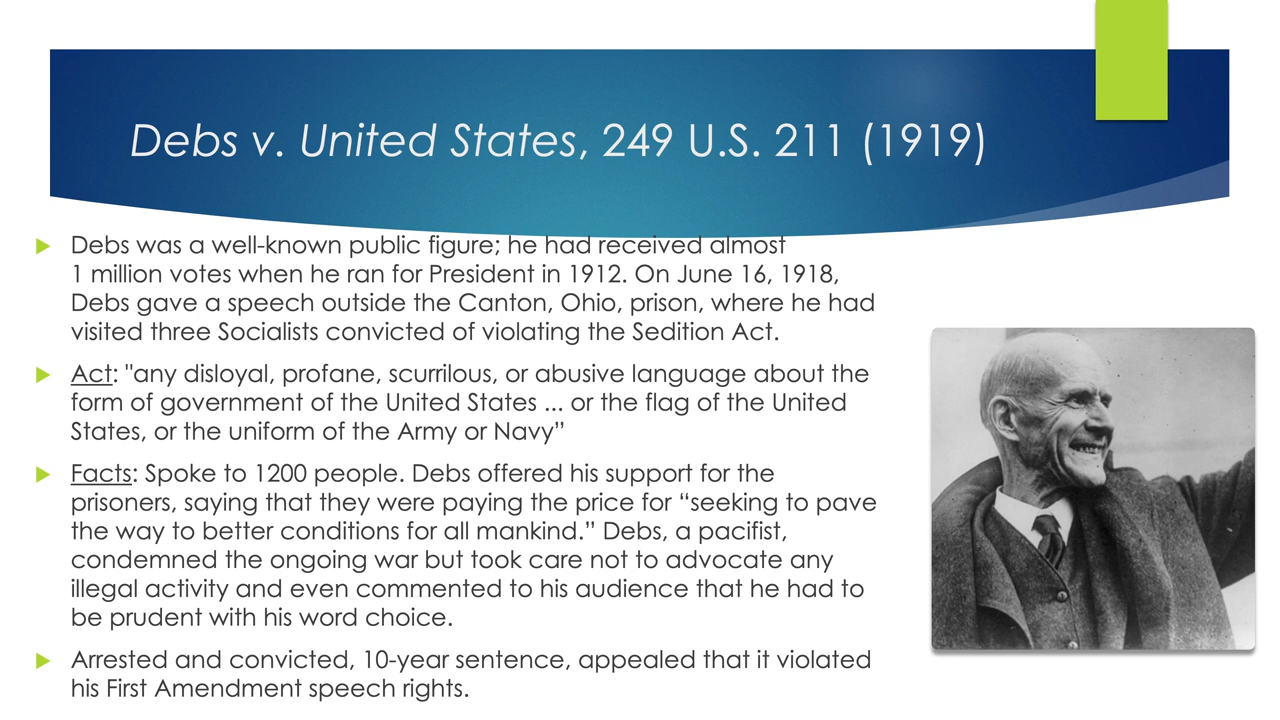 Debs v. United States, 249 U.S. 211 (1919)
Debs was a well-known public figure; he had received almost
1 million votes when he ran for President in 1912. On June 16, 1918,
Debs gave a speech outside the Canton, Ohio, prison, where he had
visited three Socialists convicted of violating the Sedition Act.
Act: "any disloyal, profane, scurrilous, or abusive language about the
form of government of the United States ... or the flag of the United
States, or the uniform of the Army or Navy”
Facts: Spoke to 1200 people. Debs offered his support for the
prisoners, saying that they were paying the price for “seeking to pave
the way to better conditions for all mankind.” Debs, a pacifist,
condemned the ongoing war but took care not to advocate any
illegal activity and even commented to his audience that he had to
be prudent with his word choice.
Arrested and convicted, 10-year sentence, appealed that it violated
his First Amendment speech rights.